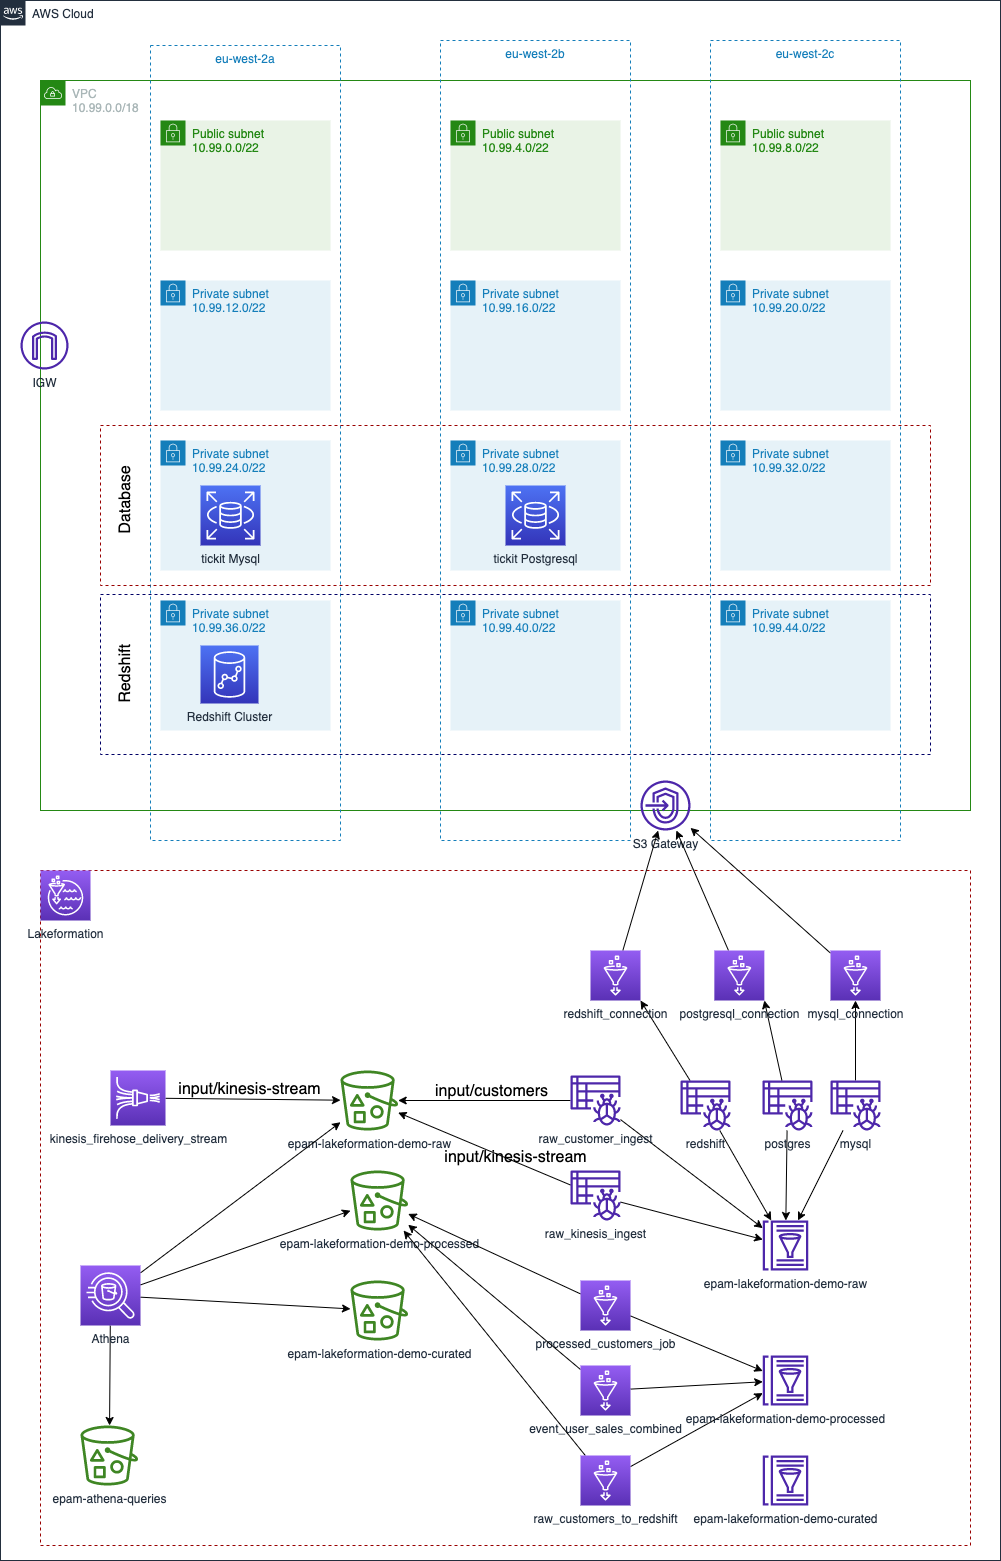 aws
AWS Cloud
eu-west-2a
eu-west-2b
eu-west-2c
VPC
10.99.0.0/18
Public subnet
10.99.0.0/22
Public subnet
10.99.4.0/22
Public subnet
10.99.8.0/22
Private subnet
10.99.12.0/22
Private subnet
10.99.16.0/22
Private subnet
10.99.20.0/22
IGW
Database
Private subnet
10.99.24.0/22
tickit Mysql
Private subnet
10.99.28.0/22
tickit Postgresql
Private subnet
10.99.32.0/22
Redshift
Private subnet
10.99.36.0/22
Redshift Cluster
Private subnet
10.99.40.0/22
Private subnet
10.99.44.0/22
S3 Gateway
Lakeformation
redshift_connection
postgresql_connection
mysql_connection
input/kinesis-stream
input/customers
kinesis_firehose_delivery_stream
epam-lakeformation-demo-raw
raw_customer_ingest
redshift
postgres
mysql
input/kinesis-stream
epam-lakeformation-demo-processed
raw_kinesis_ingest
epam-lakeformation-demo-raw
Athena
epam-lakeformation-demo-curated
processed_customers_job
epam-lakeformation-demo-processed
event_user_sales_combined
epam-athena-queries
raw_customers_to_redshift
epam-lakeformation-demo-curated